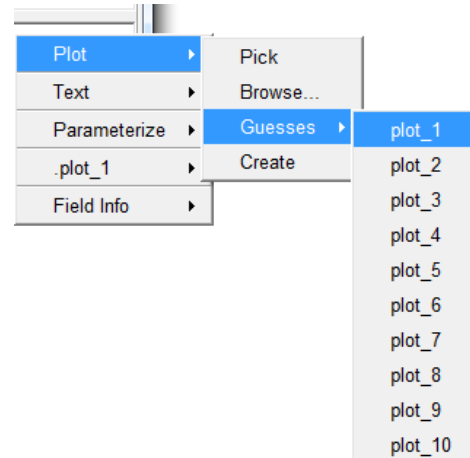 Plot
Text
Parameterize
.plot_1
Field Info
Pick
Browse...
Guesses
Create
plot_1
plot_2
plot_3
plot_4
plot_5
plot_6
plot_7
plot_8
plot_9
plot_10